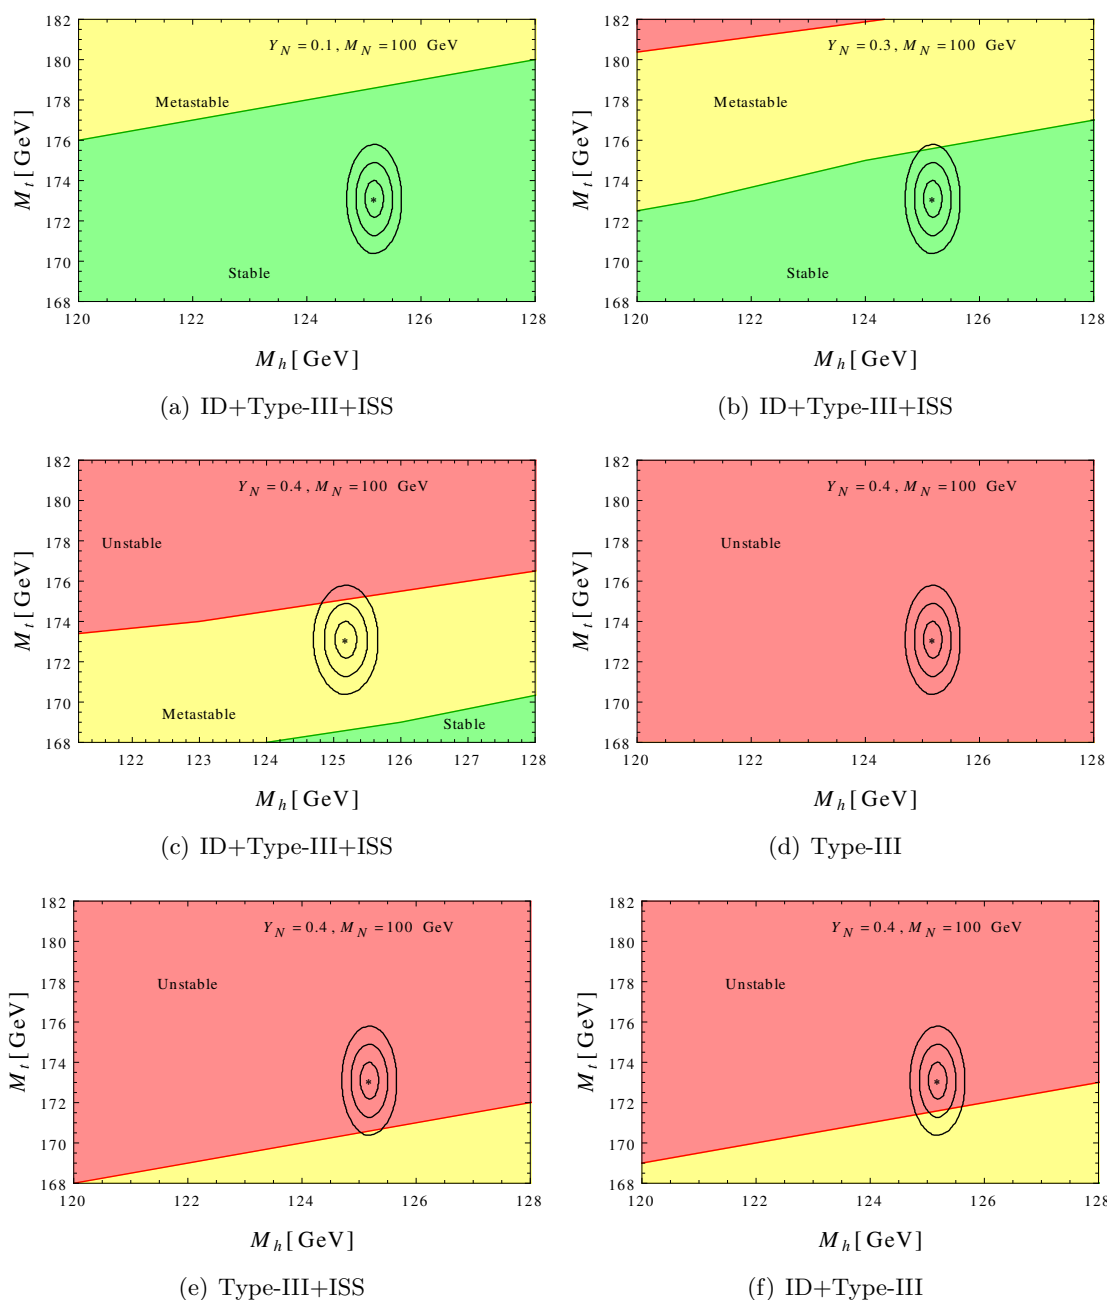 182
180
178
176
174
172
170
168
M_t [GeV]
Y_N = 0.1, M_N = 100 GeV
Metastable
Stable
120 122 124 126 128
M_h [GeV]
(a) ID+Type-III+ISS
182
180
178
176
174
172
170
168
M_t [GeV]
Y_N = 0.3, M_N = 100 GeV
Metastable
Stable
120 122 124 126 128
M_h [GeV]
(b) ID+Type-III+ISS
182
180
178
176
174
172
170
168
M_t [GeV]
Y_N = 0.4, M_N = 100 GeV
Unstable
Metastable
Stable
122 123 124 125 126 127 128
M_h [GeV]
(c) ID+Type-III+ISS
182
180
178
176
174
172
170
168
M_t [GeV]
Y_N = 0.4, M_N = 100 GeV
Unstable
120 122 124 126 128
M_h [GeV]
(d) Type-III
182
180
178
176
174
172
170
168
M_t [GeV]
Y_N = 0.4, M_N = 100 GeV
Unstable
120 122 124 126 128
M_h [GeV]
(e) Type-III+ISS
182
180
178
176
174
172
170
168
M_t [GeV]
Y_N = 0.4, M_N = 100 GeV
Unstable
120 122 124 126 128
M_h [GeV]
(f) ID+Type-III